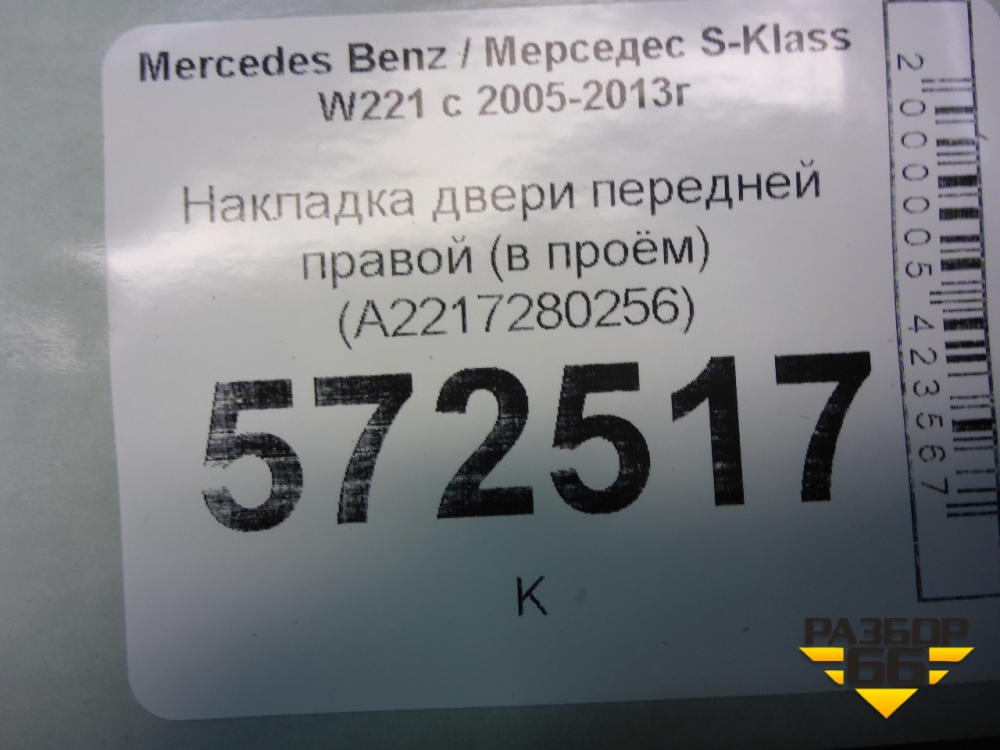 Mercedes Benz / Мерседес S-Klass
W221 с 2005-2013г
Накладка двери передней
правой (в проём)
(A2217280256)
572517
К
2000005423567
РАЗБОР
66